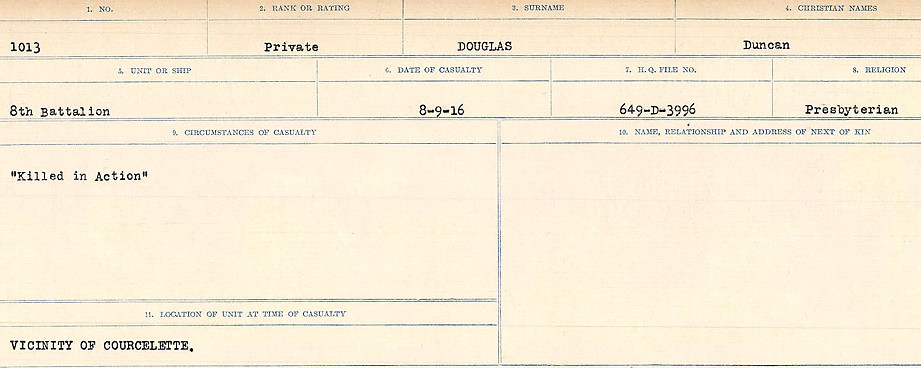 1. NO. 2. RANK OR RATING 3. SURNAME 4. CHRISTIAN NAMES
1013 Private DOUGLAS Duncan
5. UNIT OR SHIP 6. DATE OF CASUALTY 7. H.Q. FILE NO. 8. RELIGION
8th Battalion 8-9-16 649-D-3996 Presbyterian
9. CIRCUMSTANCES OF CASUALTY 10. NAME, RELATIONSHIP AND ADDRESS OF NEXT OF KIN
"Killed in Action"
11. LOCATION OF UNIT AT TIME OF CASUALTY
VICINITY OF COURCELETTE.